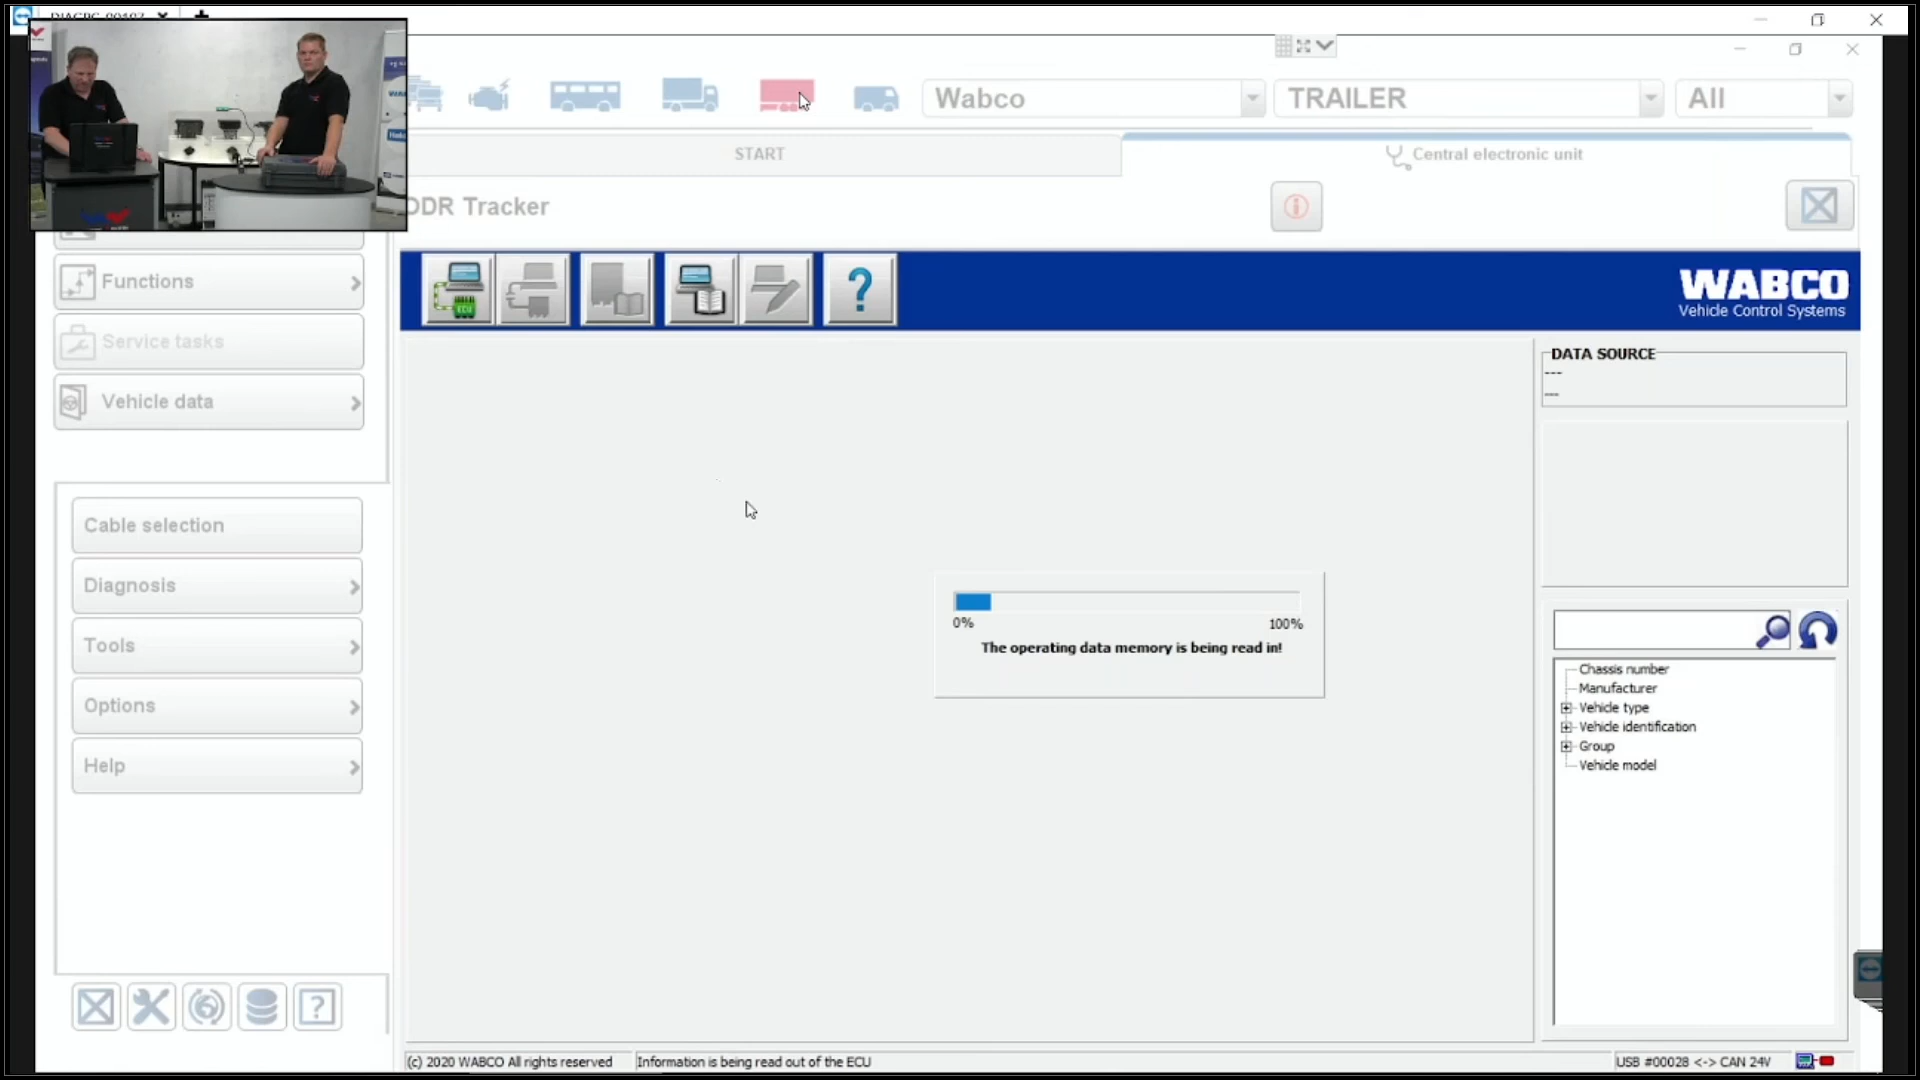 Wabco
TRAILER
All
START
Central electronic unit
ODR Tracker
Functions
Service tasks
Vehicle data
ECU
?
WABCO
Vehicle Control Systems
DATA SOURCE
---
---
Cable selection
Diagnosis
Tools
Options
Help
0%
100%
The operating data memory is being read in!
Chassis number
Manufacturer
Vehicle type
Vehicle identification
Group
Vehicle model
?
(c) 2020 WABCO All rights reserved
Information is being read out of the ECU
USB #00028 <-> CAN 24V